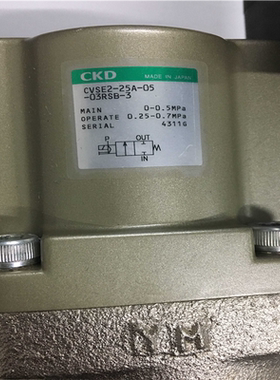 CKD
MADE IN JAPAN
CVSE2-25A-05
-03RSB-3
MAIN 0-0.5MPa
OPERATE 0.25-0.7MPa
SERIAL 4311G
P OUT
IN